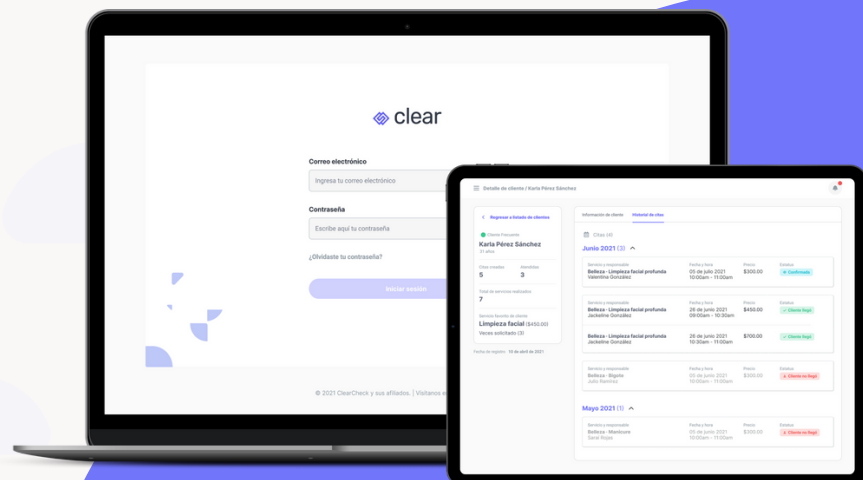 clear
Correo electrónico
Ingresa tu correo electrónico
Contraseña
Escribe aquí tu contraseña
¿Olvidaste tu contraseña?
Iniciar sesión
© 2021 ClearCheck y sus afiliados. | Visítanos e
Detalle de cliente / Karla Pérez Sánchez
Regresar a listado de clientes
Cliente frecuente
Karla Pérez Sánchez
31 años
Citas creadas Atendidas
5 3
Total de servicios realizados
7
Servicio favorito de cliente
Limpieza facial ($450.00)
Veces solicitado (3)
Fecha de registro: 10 de abril de 2021
Información de cliente Historial de citas
Citas (4)
Junio 2021 (3)
Servicio y responsable Fecha y hora Precio Estatus
Belleza - Limpieza facial profunda 05 de julio 2021 $300.00 Confirmada
Valentina González 10:00am - 11:00am
Servicio y responsable Fecha y hora Precio Estatus
Belleza - Limpieza facial profunda 28 de junio 2021 $450.00 Cliente llegó
Jackeline González 09:00am - 10:30am
Belleza - Limpieza facial profunda 28 de junio 2021 $700.00 Cliente llegó
Jackeline González 10:30am - 11:00am
Servicio y responsable Fecha y hora Precio Estatus
Belleza - Bigote 05 de junio 2021 $300.00 Cliente no llegó
Julio Ramírez 10:00am - 11:00am
Mayo 2021 (1)
Servicio y responsable Fecha y hora Precio Estatus
Belleza - Manicure 05 de junio 2021 $300.00 Cliente no llegó
Saraí Rojas 10:00am - 11:00am